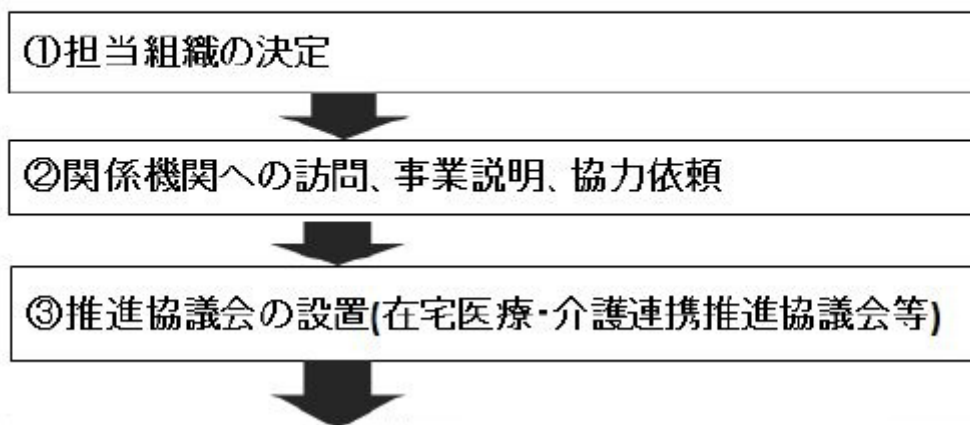 ①担当組織の決定
②関係機関への訪問、事業説明、協力依頼
③推進協議会の設置(在宅医療・介護連携推進協議会等)